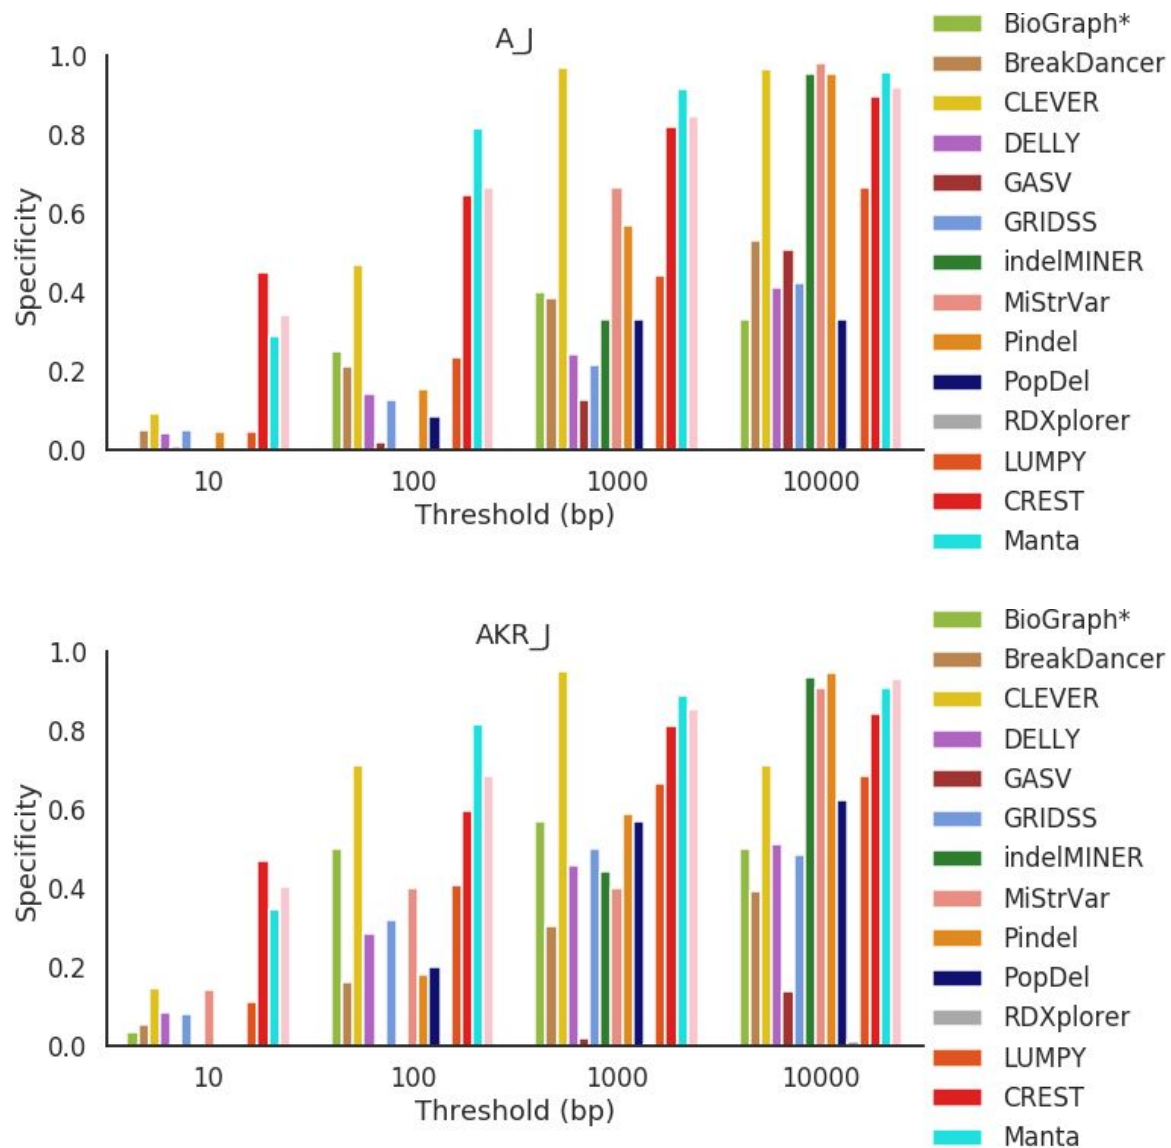 A_J
1.0
0.8
0.6
0.4
0.2
0.0
Specificity
10 100 1000 10000
Threshold (bp)
BioGraph*
BreakDancer
CLEVER
DELLY
GASV
GRIDSS
indelMINER
MiStrVar
Pindel
PopDel
RDXplorer
LUMPY
CREST
Manta
AKR_J
1.0
0.8
0.6
0.4
0.2
0.0
Specificity
10 100 1000 10000
Threshold (bp)
BioGraph*
BreakDancer
CLEVER
DELLY
GASV
GRIDSS
indelMINER
MiStrVar
Pindel
PopDel
RDXplorer
LUMPY
CREST
Manta